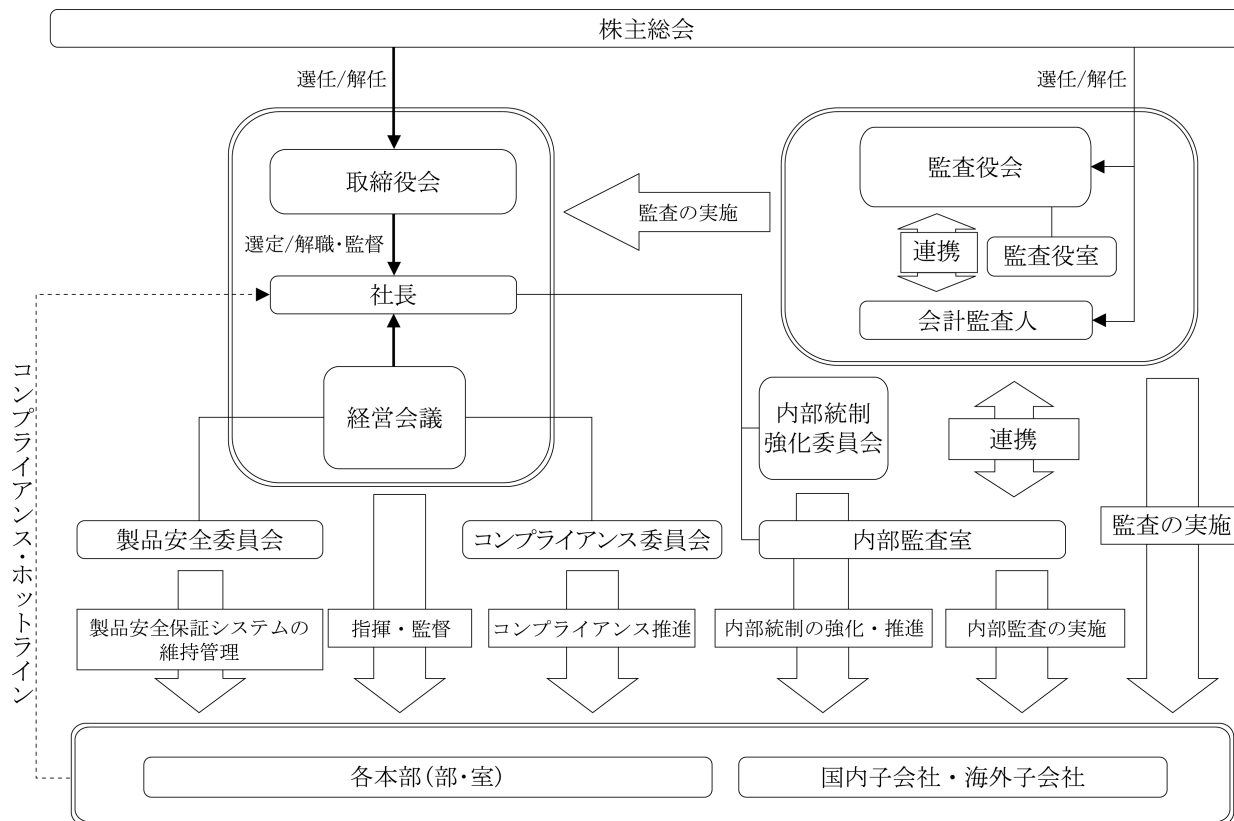 株主総会
選任/解任
選任/解任
取締役会
監査役会
監査の実施
選定/解職・監督
連携
監査役室
社長
会計監査人
コンプライアンス・ホットライン
経営会議
内部統制
強化委員会
連携
製品安全委員会
コンプライアンス委員会
内部監査室
監査の実施
製品安全保証システムの
維持管理
指揮・監督
コンプライアンス推進
内部統制の強化・推進
内部監査の実施
各本部(部・室)
国内子会社・海外子会社